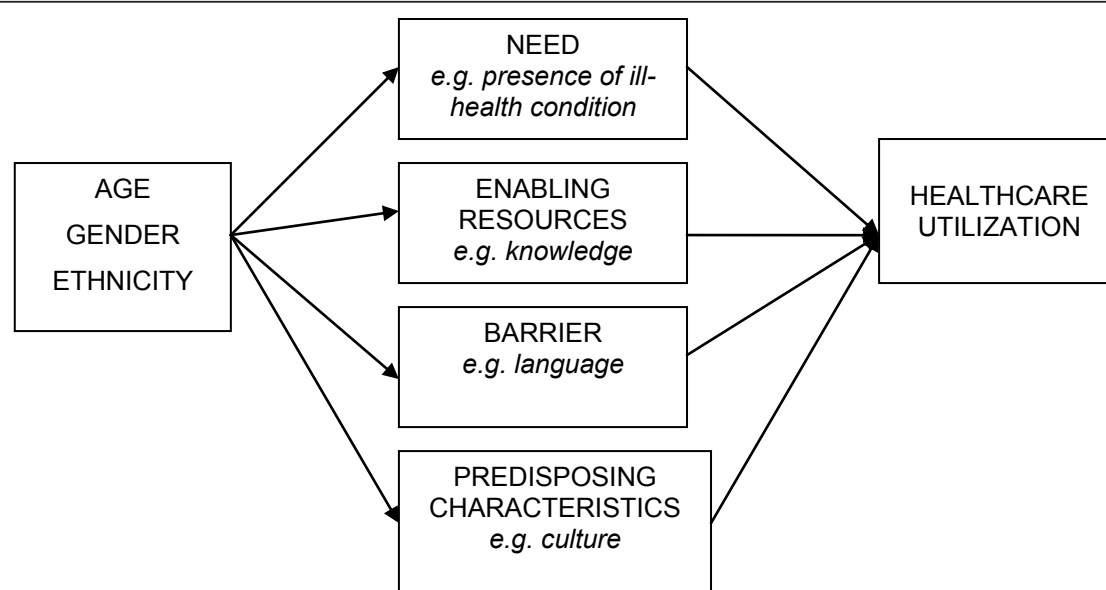 AGE
GENDER
ETHNICITY
NEED
e.g. presence of ill-
health condition
ENABLING
RESOURCES
e.g. knowledge
BARRIER
e.g. language
PREDISPOSING
CHARACTERISTICS
e.g. culture
HEALTHCARE
UTILIZATION